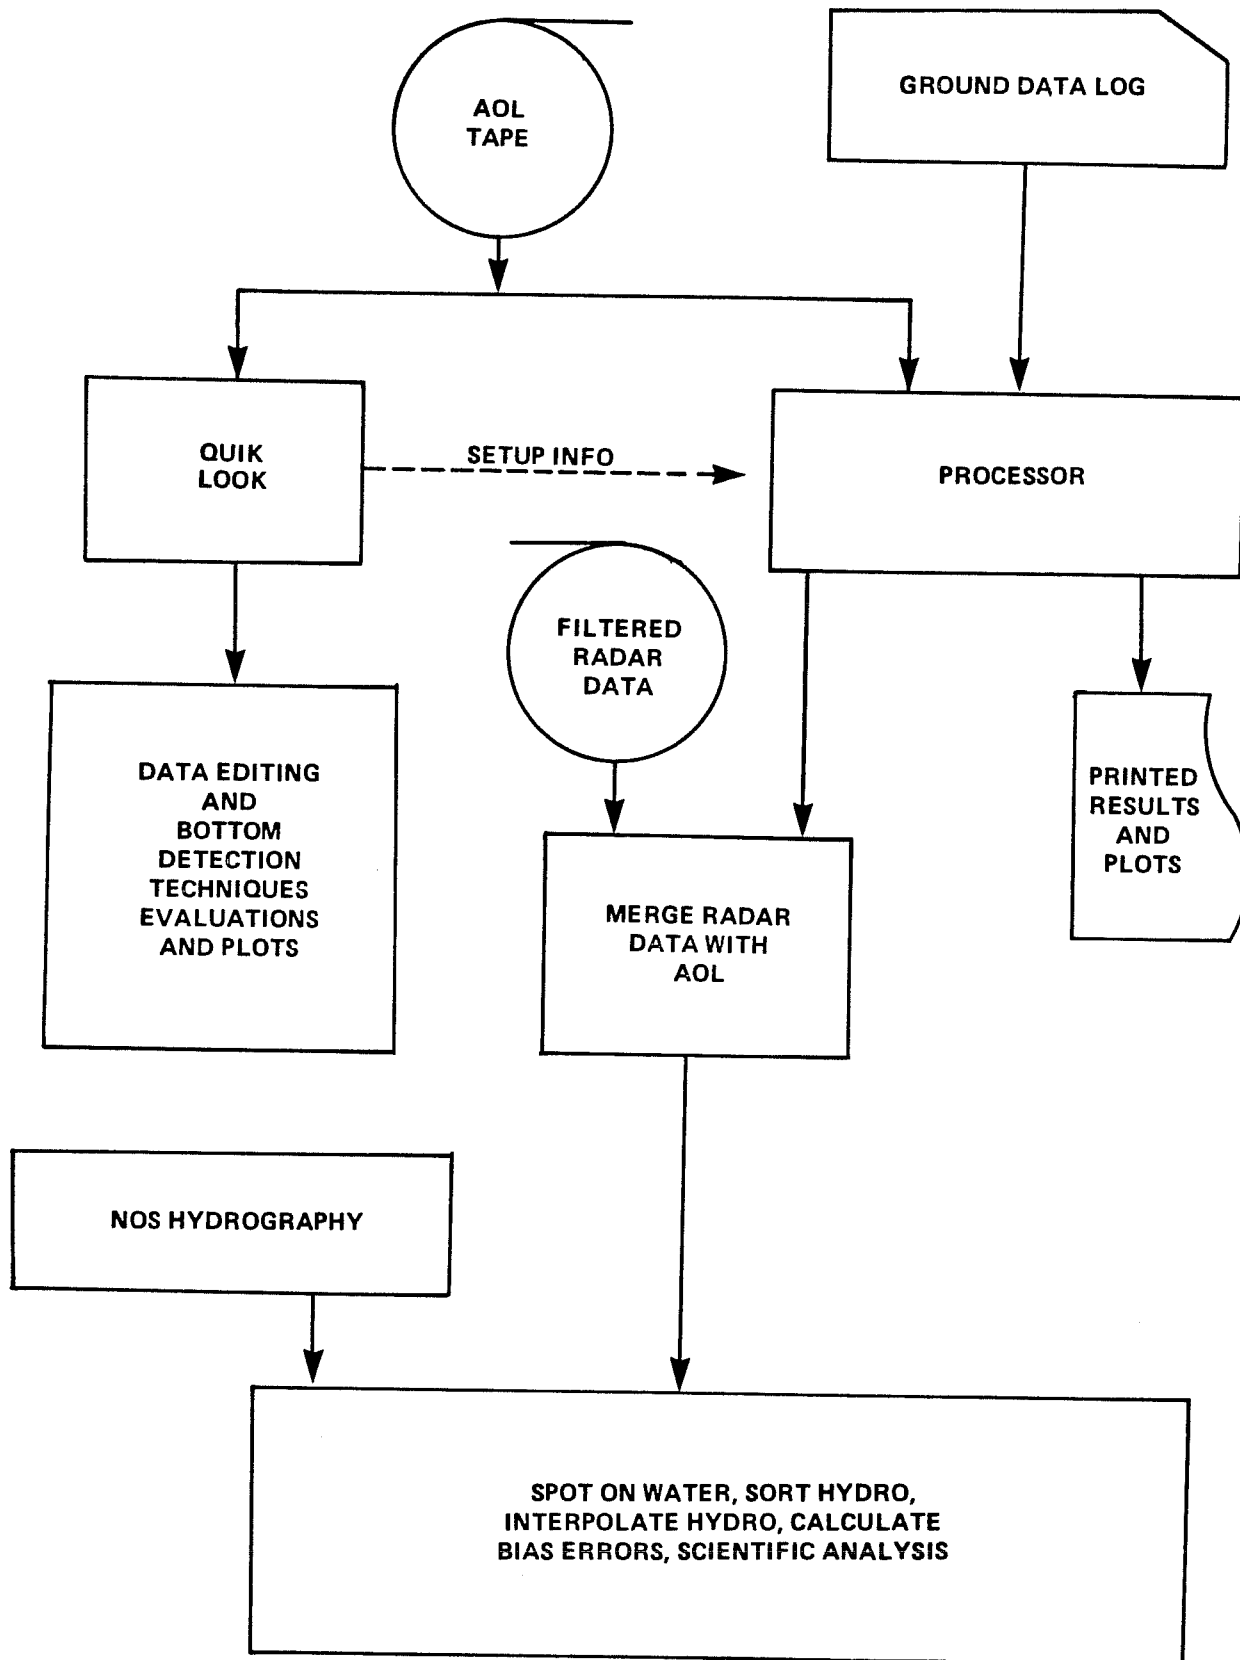 AOL
TAPE
GROUND DATA LOG
QUIK
LOOK
SETUP INFO
PROCESSOR
FILTERED
RADAR
DATA
DATA EDITING
AND
BOTTOM
DETECTION
TECHNIQUES
EVALUATIONS
AND PLOTS
PRINTED
RESULTS
AND
PLOTS
MERGE RADAR
DATA WITH
AOL
NOS HYDROGRAPHY
SPOT ON WATER, SORT HYDRO,
INTERPOLATE HYDRO, CALCULATE
BIAS ERRORS, SCIENTIFIC ANALYSIS